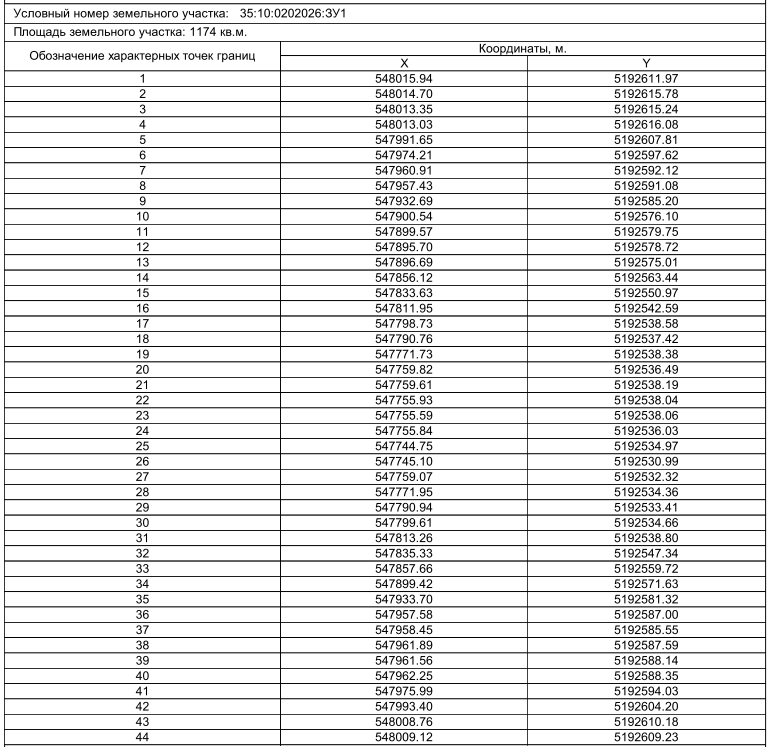 Условный номер земельного участка: 35:10:0202026:ЗУ1
Площадь земельного участка: 1174 кв.м.
Обозначение характерных точек границ Координаты, м.
X Y
1 548015.94 5192611.97
2 548014.70 5192615.78
3 548013.35 5192615.24
4 548013.03 5192616.08
5 547991.65 5192607.81
6 547974.21 5192597.62
7 547960.91 5192592.12
8 547957.43 5192591.08
9 547932.69 5192585.20
10 547900.54 5192576.10
11 547899.57 5192579.75
12 547895.70 5192578.72
13 547896.69 5192575.01
14 547856.12 5192563.44
15 547833.63 5192550.97
16 547811.95 5192542.59
17 547798.73 5192538.58
18 547790.76 5192537.42
19 547771.73 5192538.38
20 547759.82 5192536.49
21 547759.61 5192538.19
22 547755.93 5192538.04
23 547755.59 5192538.06
24 547755.84 5192536.03
25 547744.75 5192534.97
26 547745.10 5192530.99
27 547759.07 5192532.32
28 547771.95 5192534.36
29 547790.94 5192533.41
30 547799.61 5192534.66
31 547813.26 5192538.80
32 547835.33 5192547.34
33 547857.66 5192559.72
34 547899.42 5192571.63
35 547933.70 5192581.32
36 547957.58 5192587.00
37 547958.45 5192585.55
38 547961.89 5192587.59
39 547961.56 5192588.14
40 547962.25 5192588.35
41 547975.99 5192594.03
42 547993.40 5192604.20
43 548008.76 5192610.18
44 548009.12 5192609.23